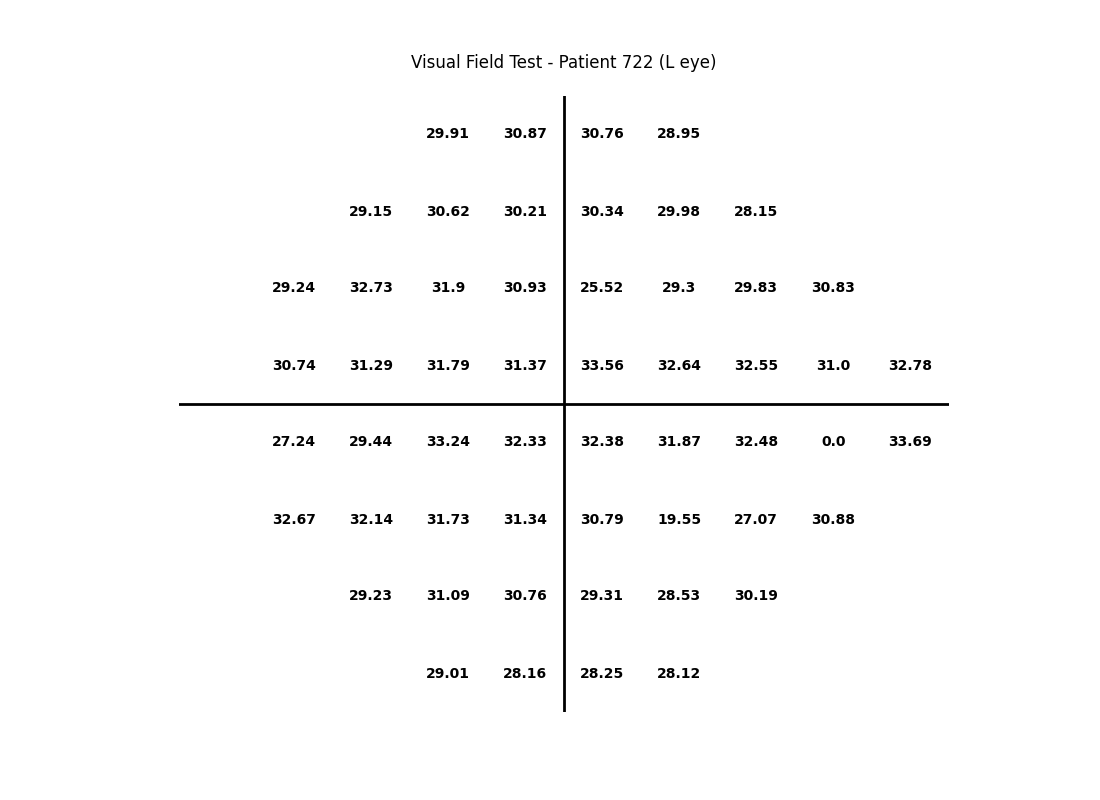 Visual Field Test - Patient 722 (L eye)
29.91 30.87 30.76 28.95
29.15 30.62 30.21 30.34 29.98 28.15
29.24 32.73 31.9 30.93 25.52 29.3 29.83 30.83
30.74 31.29 31.79 31.37 33.56 32.64 32.55 31.0 32.78
27.24 29.44 33.24 32.33 32.38 31.87 32.48 0.0 33.69
32.67 32.14 31.73 31.34 30.79 19.55 27.07 30.88
29.23 31.09 30.76 29.31 28.53 30.19
29.01 28.16 28.25 28.12